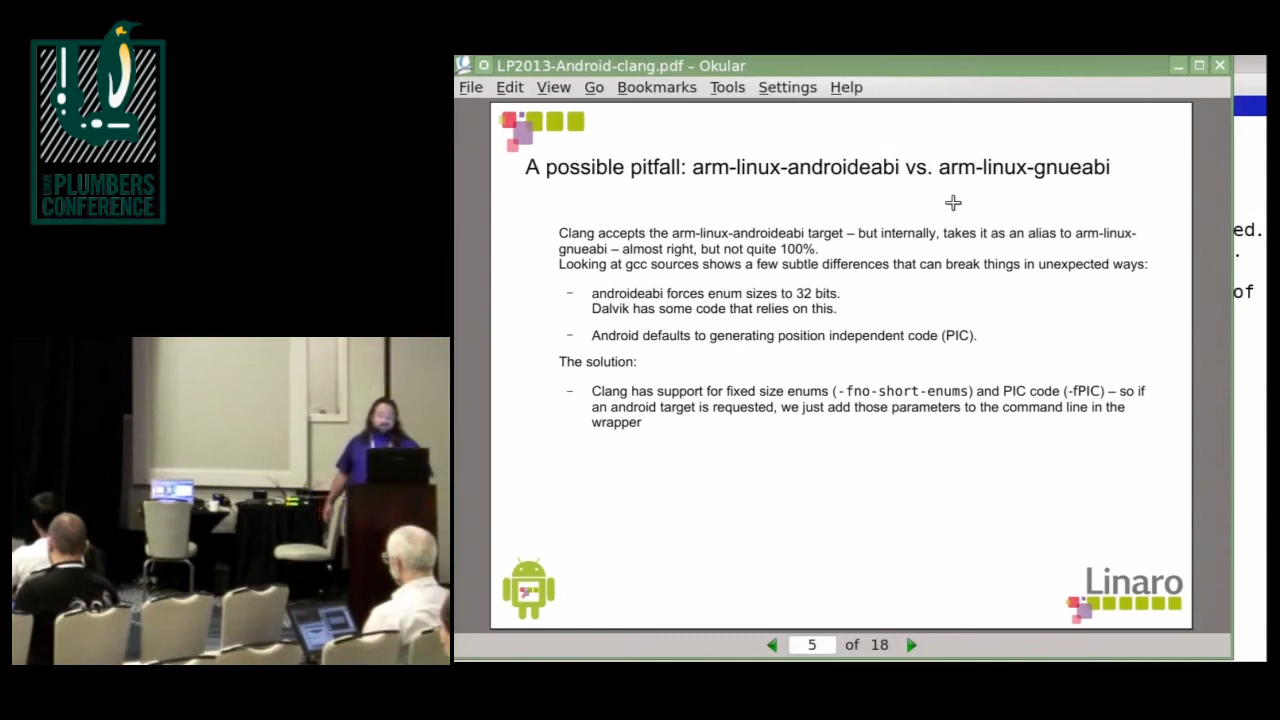 LINUX
PLUMBERS
CONFERENCE
LP2013-Android-clang.pdf – Okular
File Edit View Go Bookmarks Tools Settings Help
A possible pitfall: arm-linux-androideabi vs. arm-linux-gnueabi
Clang accepts the arm-linux-androideabi target – but internally, takes it as an alias to arm-linux-
gnueabi – almost right, but not quite 100%.
Looking at gcc sources shows a few subtle differences that can break things in unexpected ways:
– androideabi forces enum sizes to 32 bits.
Dalvik has some code that relies on this.
– Android defaults to generating position independent code (PIC).
The solution:
– Clang has support for fixed size enums (-fno-short-enums) and PIC code (-fPIC) – so if
an android target is requested, we just add those parameters to the command line in the
wrapper
Linaro
5 of 18
ed.
.
of